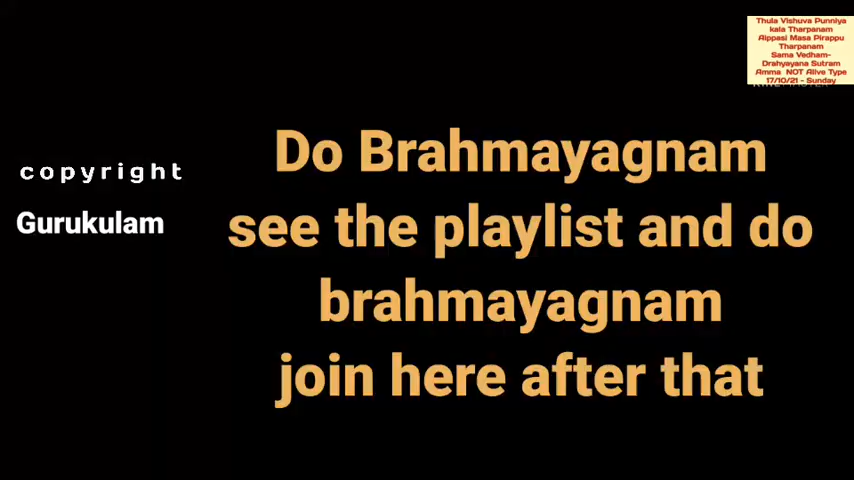 Thula Vishuva Punniya
kala Tharpanam
Aippasi Masa Pirappu
Tharpanam
Sama Vedham-
Drahyayana Sutram
Amma NOT Alive Type
17/10/21 - Sunday
Do Brahmayagnam
see the playlist and do
brahmayagnam
join here after that
copyright
Gurukulam